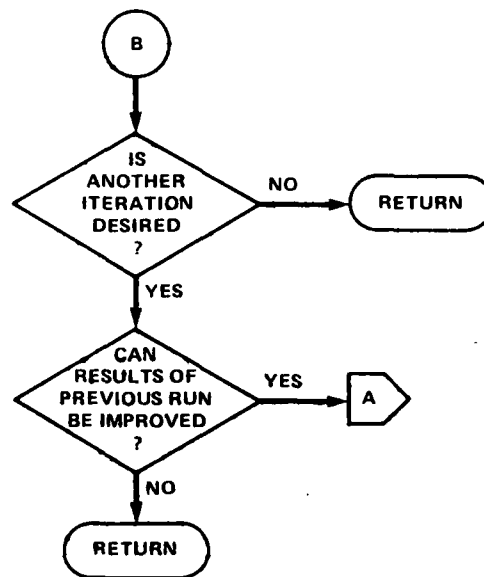 B
IS
ANOTHER
ITERATION
DESIRED
?
NO
RETURN
YES
CAN
RESULTS OF
PREVIOUS RUN
BE IMPROVED
?
YES
A
NO
RETURN